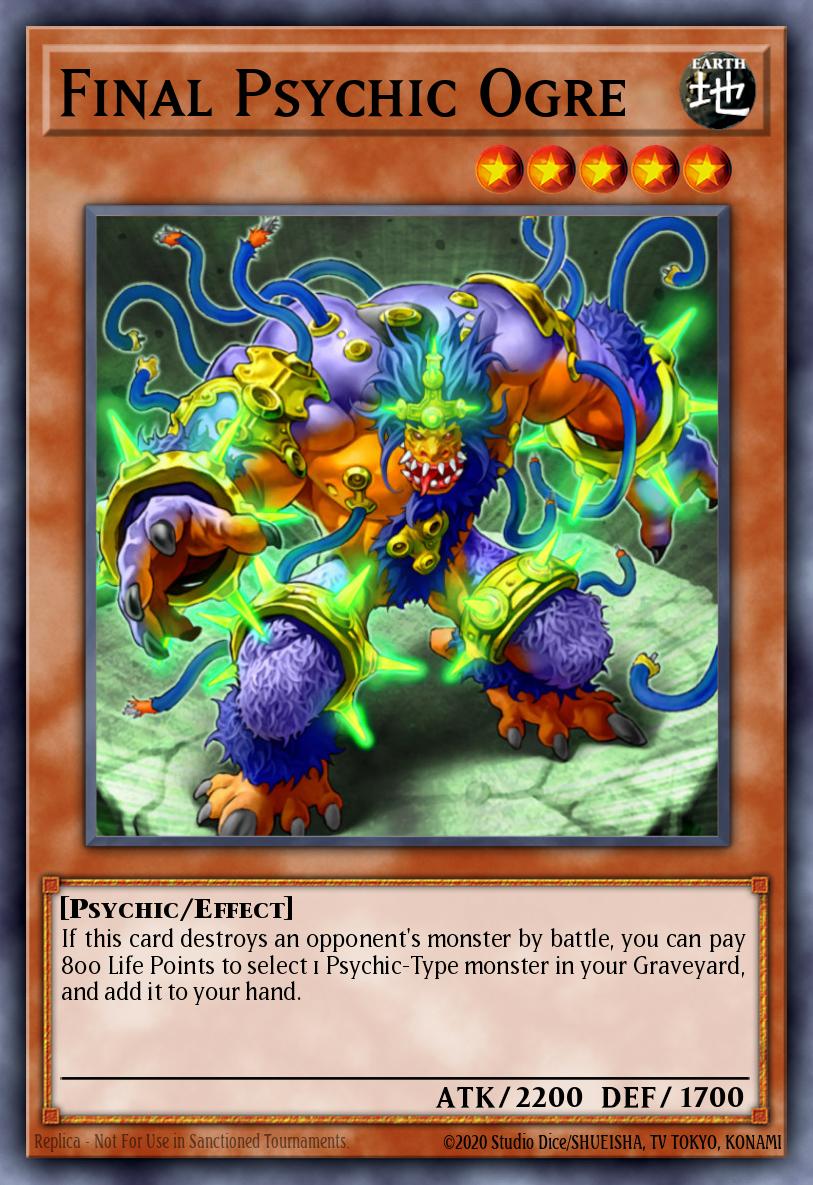 Final Psychic Ogre
EARTH
地
[Psychic/Effect]
If this card destroys an opponent's monster by battle, you can pay
800 Life Points to select 1 Psychic-Type monster in your Graveyard,
and add it to your hand.
ATK/2200 DEF/1700
Replica - Not For Use in Sanctioned Tournaments.
©2020 Studio Dice/SHUEISHA, TV TOKYO, KONAMI